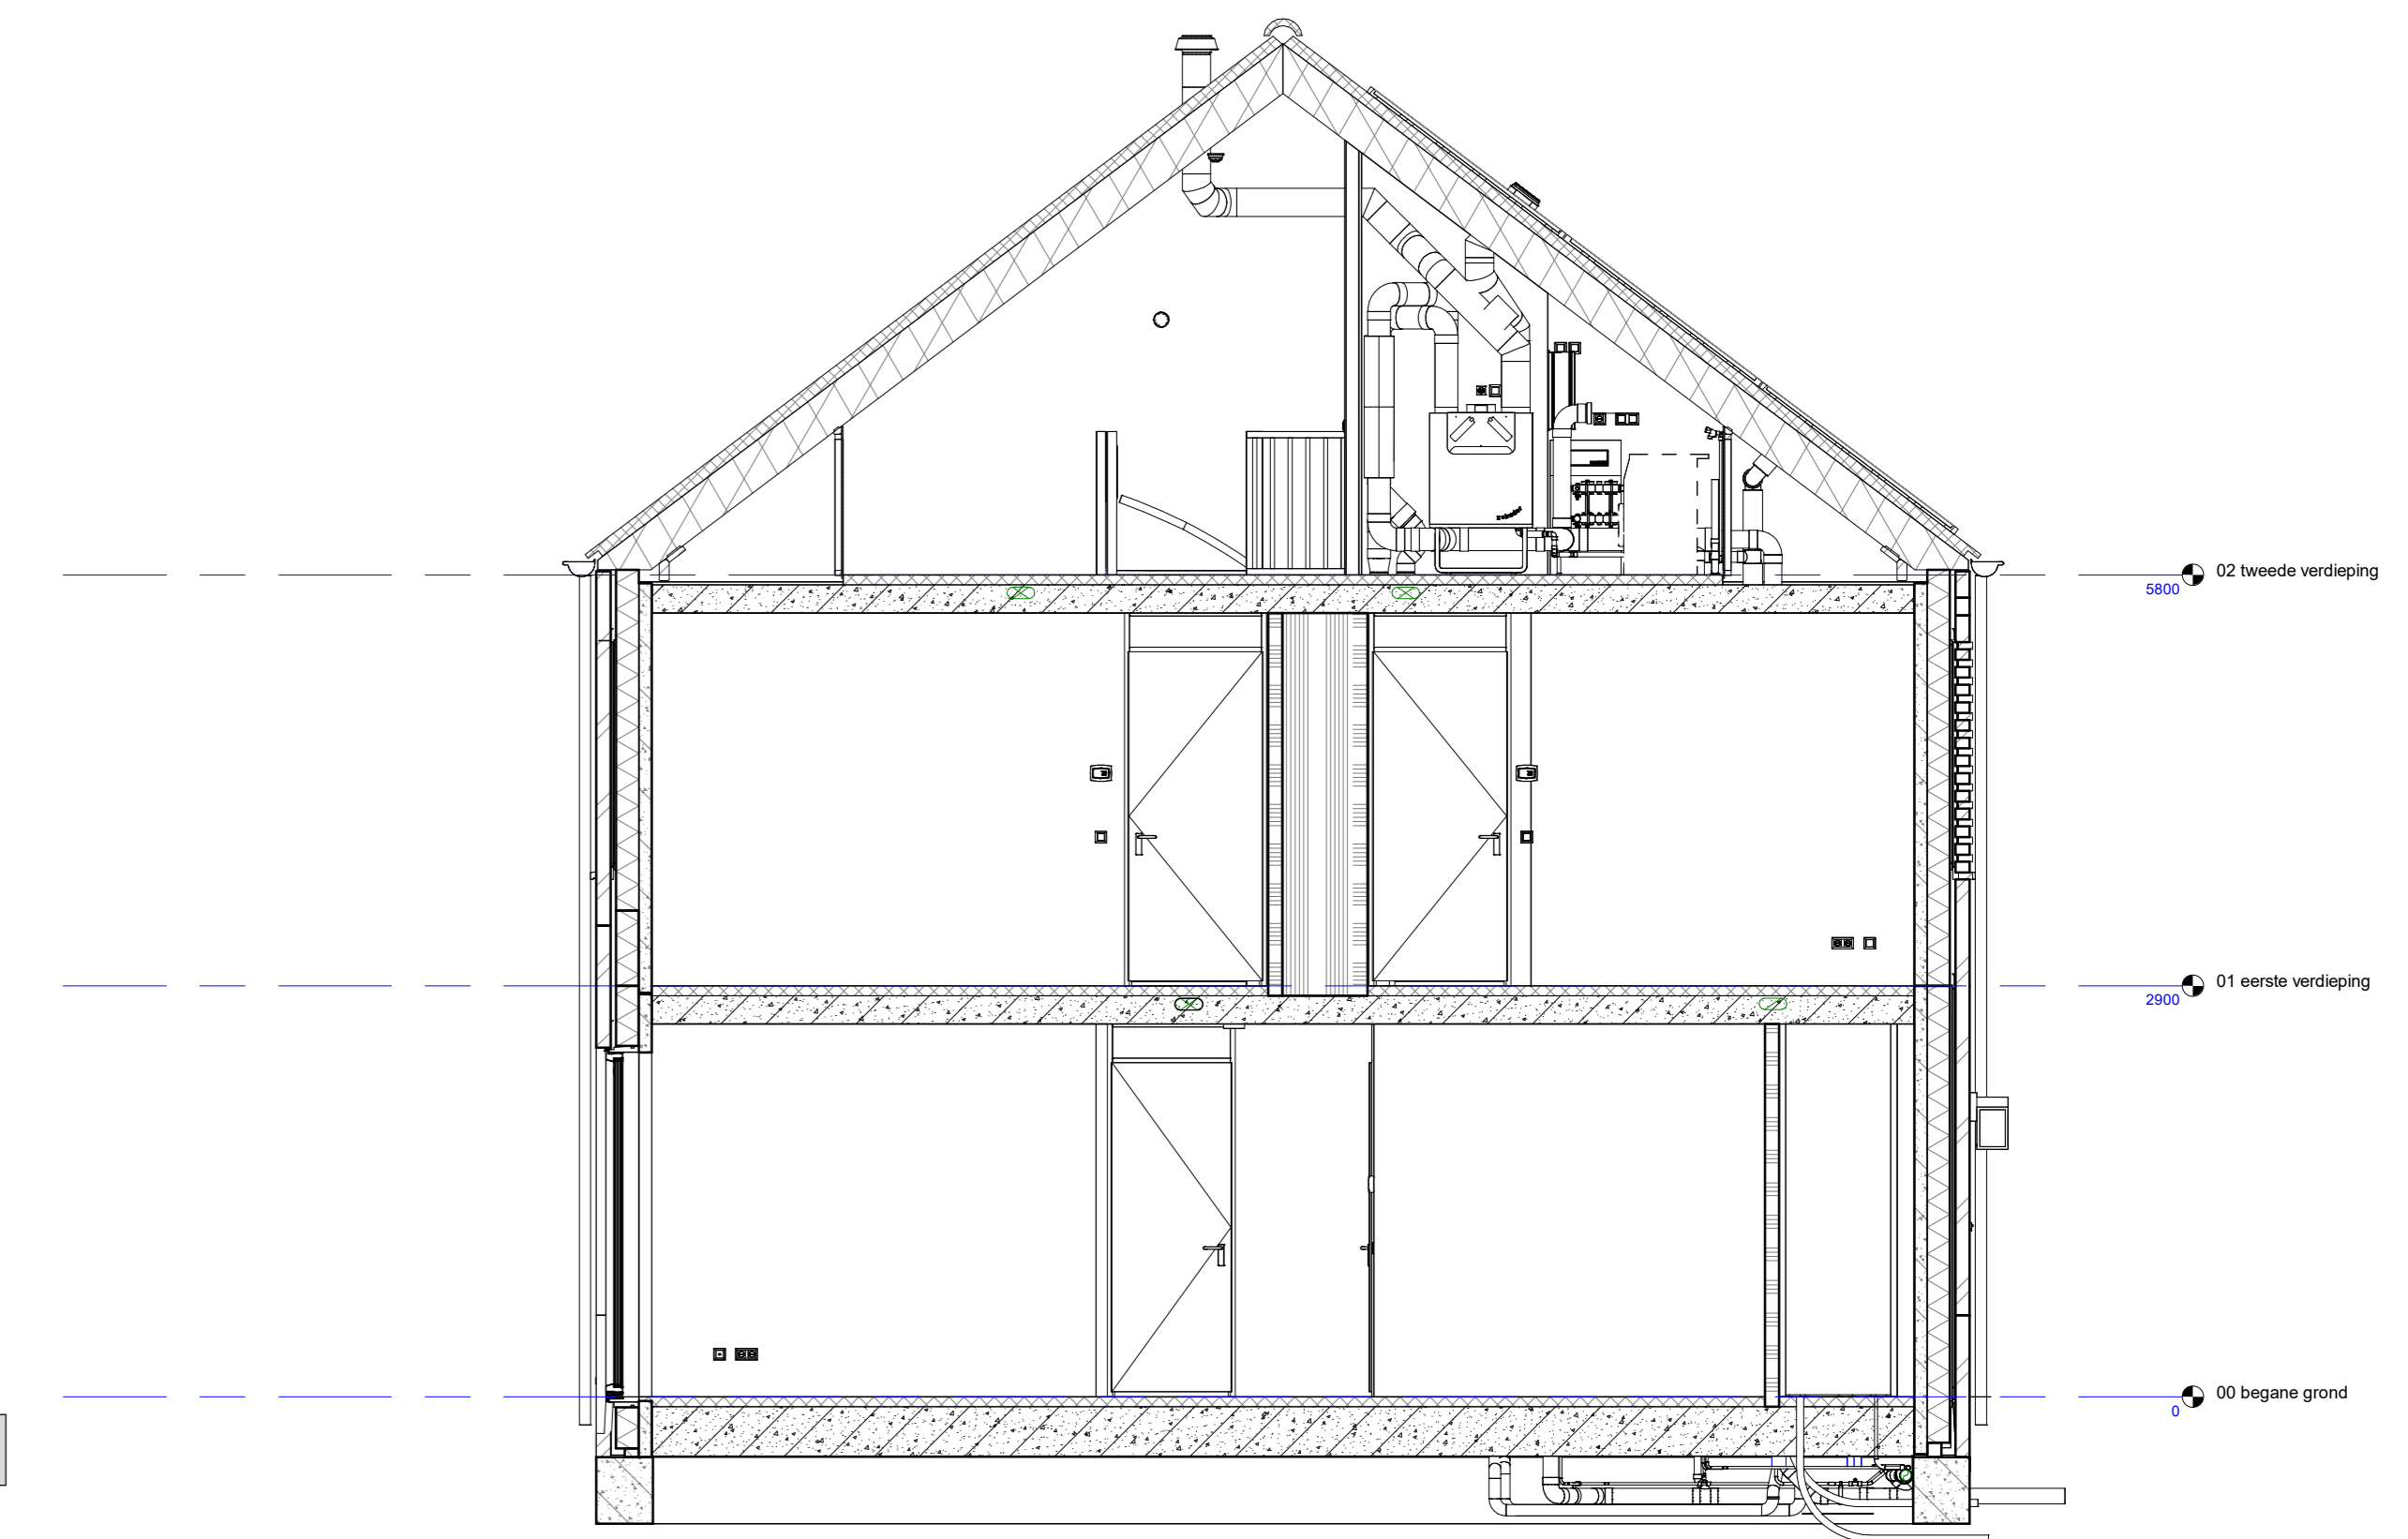 02 tweede verdieping
5800
01 eerste verdieping
2900
00 begane grond
0